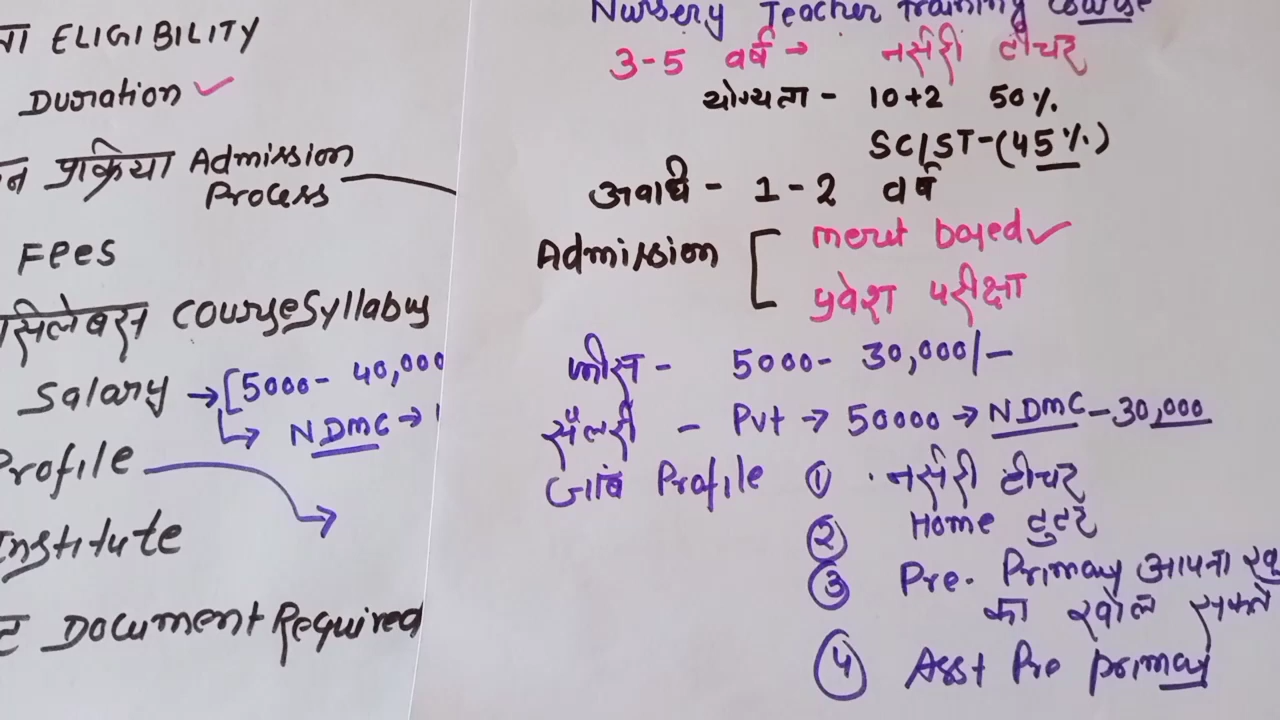 ता ELIGIBILITY
Duration
न प्रक्रिया Admission
Process
Fees
सिलेबस Course Syllabus
Salary → [5000- 40,000
→ NDMC →
Profile
Institute
ट Document Required
Nursery Teacher Training Course
3-5 वर्ष → नर्सरी टीचर
योग्यता - 10+2 50%.
SC/ST-(45%)
अवधि - 1-2 वर्ष
Admission [ merit based
प्रवेश परीक्षा
फीस - 5000- 30,000/-
सैलरी - Pvt → 50000 → NDMC - 30,000
जॉब Profile ① नर्सरी टीचर
② Home टुटर
③ Pre. Primary आपना खु
का खोल सकते
④ Asst Pre primary